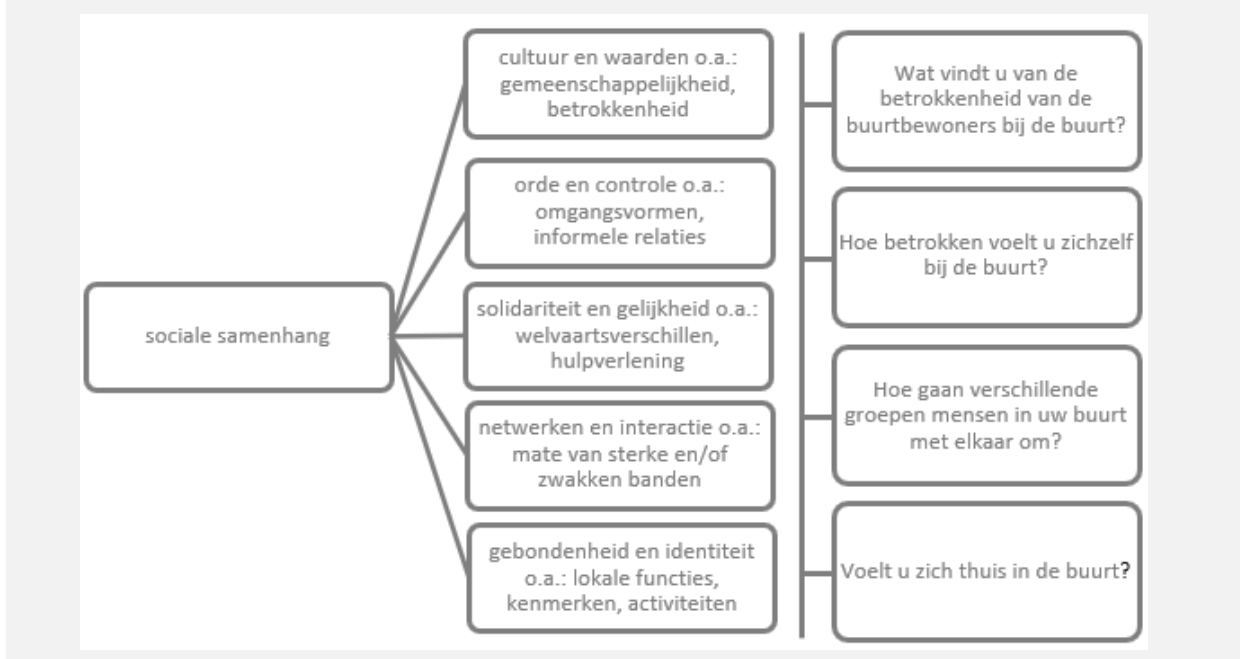 sociale samenhang
cultuur en waarden o.a.:
gemeenschappelijkheid,
betrokkenheid
orde en controle o.a.:
omgangsvormen,
informele relaties
solidariteit en gelijkheid o.a.:
welvaartsverschillen,
hulpverlening
netwerken en interactie o.a.:
mate van sterke en/of
zwakken banden
gebondenheid en identiteit
o.a.: lokale functies,
kenmerken, activiteiten
Wat vindt u van de
betrokkenheid van de
buurtbewoners bij de buurt?
Hoe betrokken voelt u zichzelf
bij de buurt?
Hoe gaan verschillende
groepen mensen in uw buurt
met elkaar om?
Voelt u zich thuis in de buurt?